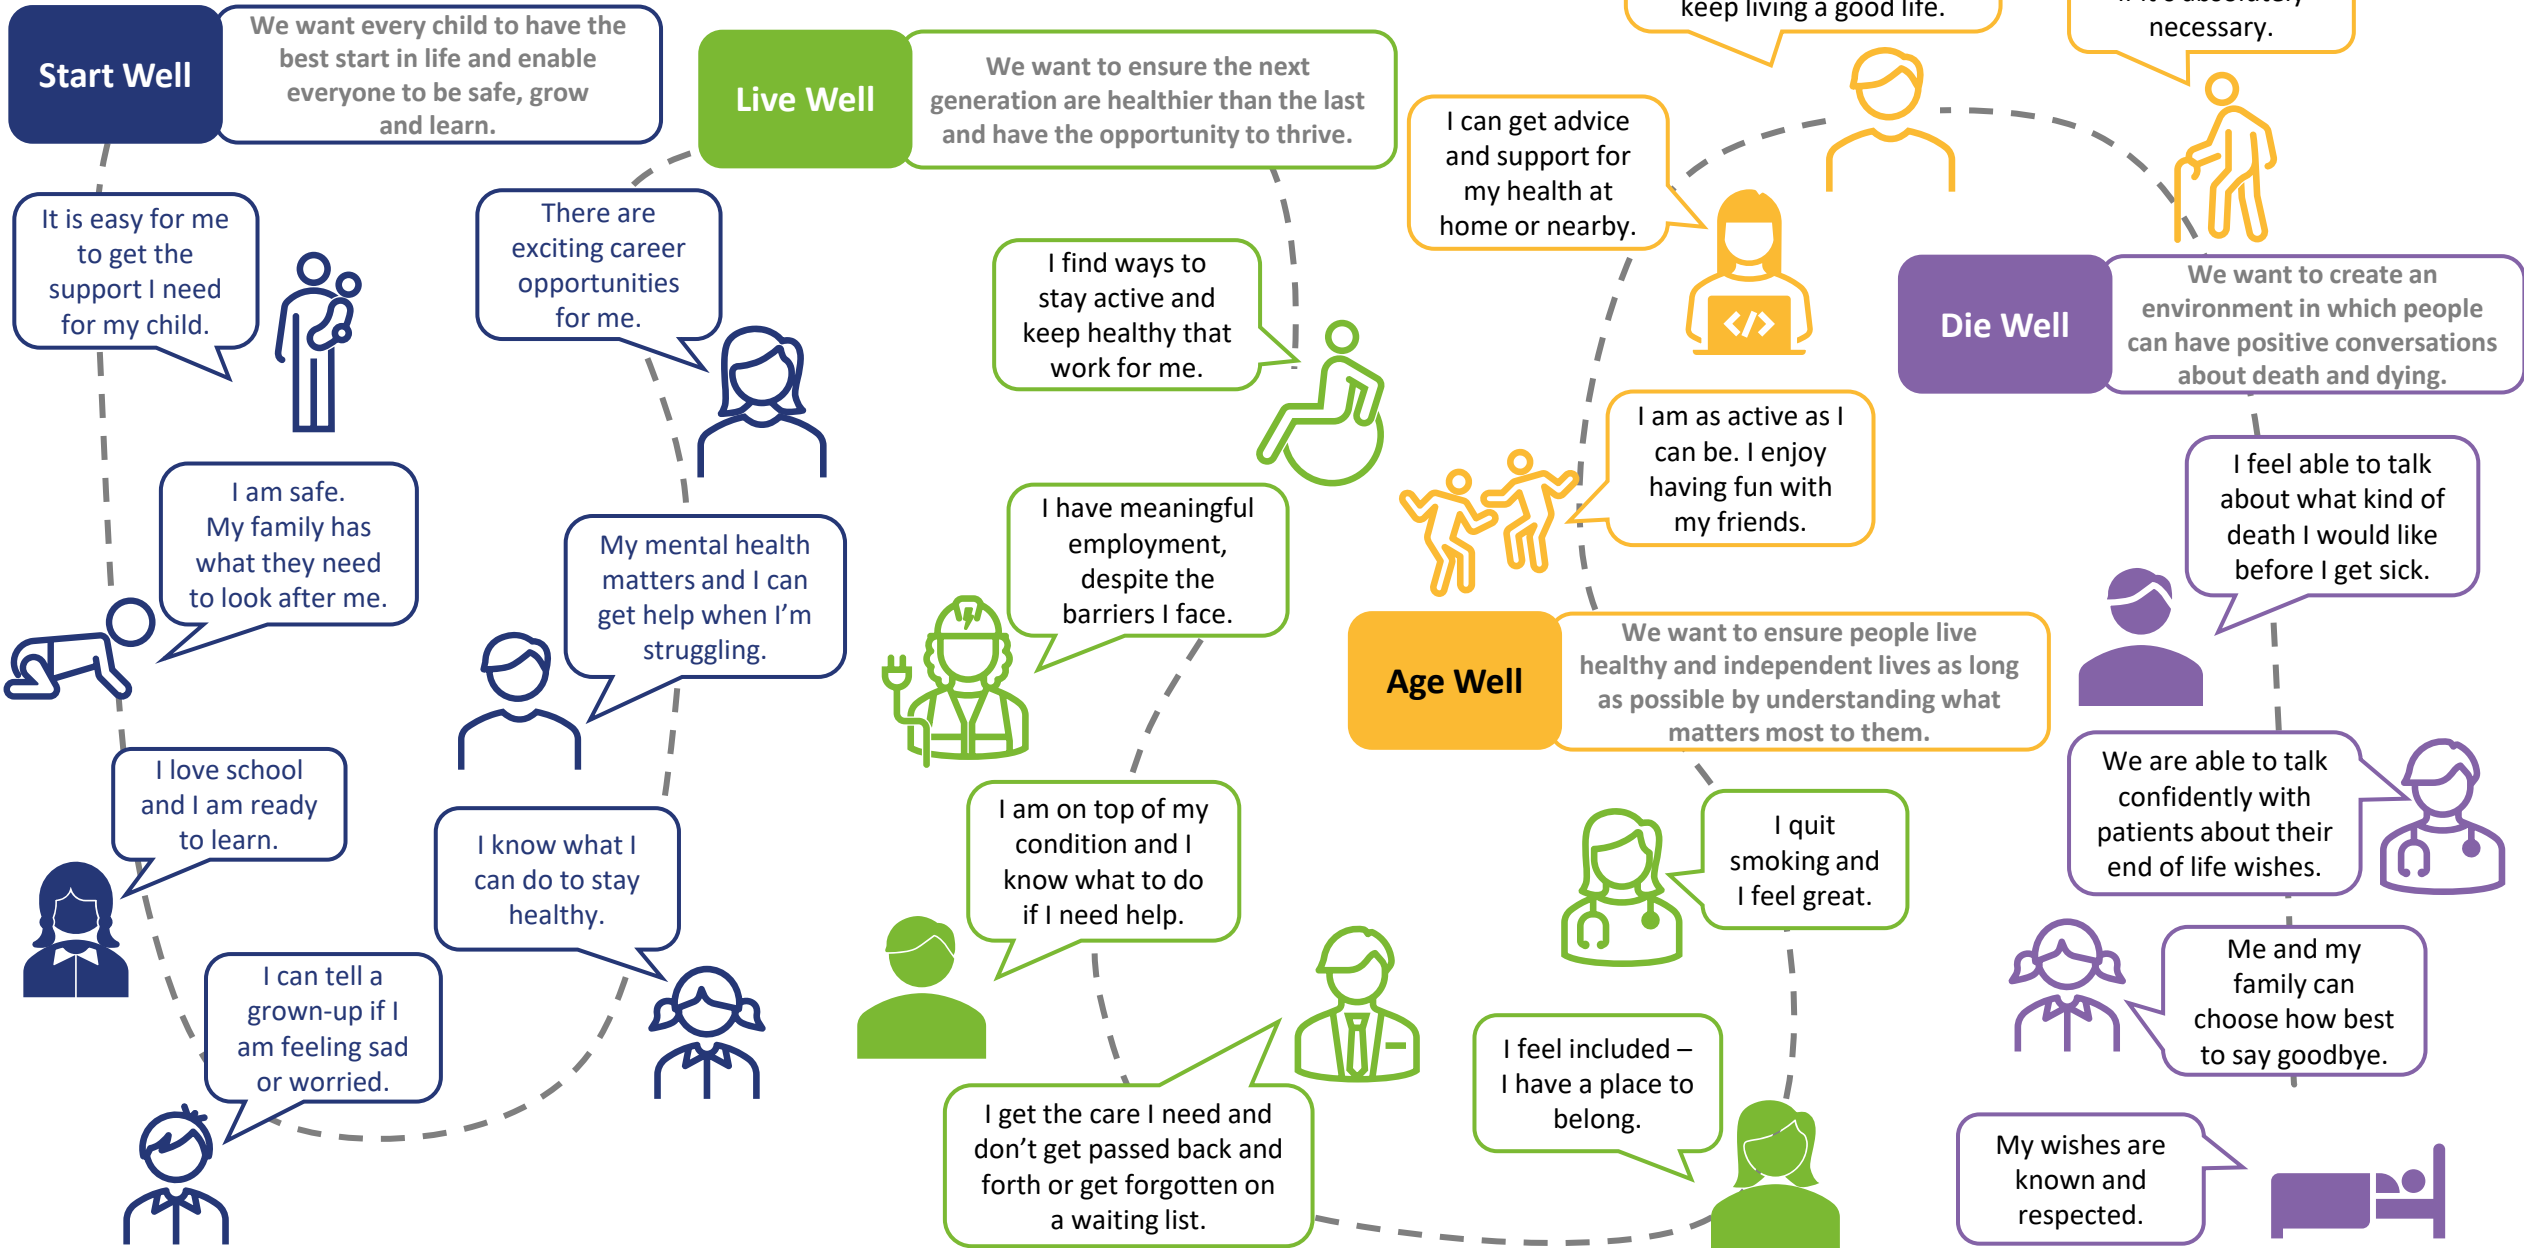 Start Well
We want every child to have the
best start in life and enable
everyone to be safe, grow
and learn.
It is easy for me
to get the
support I need
for my child.
I am safe.
My family has
what they need
to look after me.
I love school
and I am ready
to learn.
I can tell a
grown-up if I
am feeling sad
or worried.
I know what I
can do to stay
healthy.
My mental health
matters and I can
get help when I'm
struggling.
There are
exciting career
opportunities
for me.
Live Well
We want to ensure the next
generation are healthier than the last
and have the opportunity to thrive.
I find ways to
stay active and
keep healthy that
work for me.
I have meaningful
employment,
despite the
barriers I face.
I am on top of my
condition and I
know what to do
if I need help.
I get the care I need and
don't get passed back and
forth or get forgotten on
a waiting list.
I feel included –
I have a place to
belong.
I quit
smoking and
I feel great.
Age Well
We want to ensure people live
healthy and independent lives as long
as possible by understanding what
matters most to them.
I am as active as I
can be. I enjoy
having fun with
my friends.
I can get advice
and support for
my health at
home or nearby.
</>
keep living a good life.
if it's absolutely
necessary.
Die Well
We want to create an
environment in which people
can have positive conversations
about death and dying.
I feel able to talk
about what kind of
death I would like
before I get sick.
We are able to talk
confidently with
patients about their
end of life wishes.
Me and my
family can
choose how best
to say goodbye.
My wishes are
known and
respected.